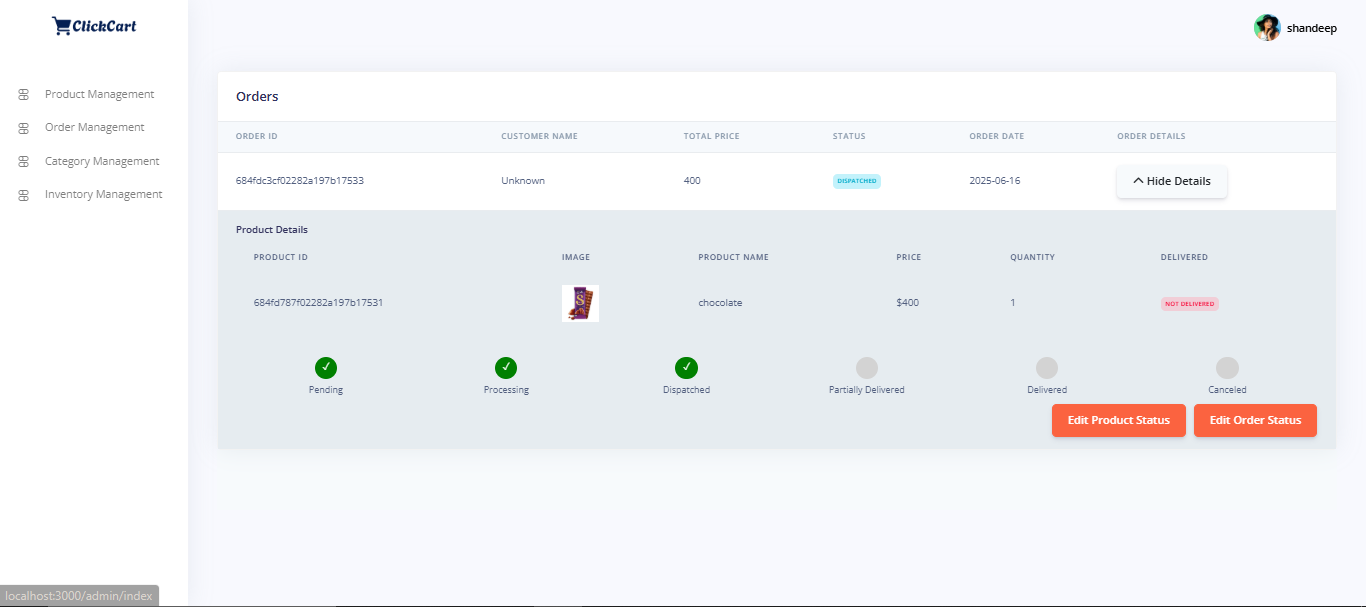 ClickCart
shandeep
Product Management
Order Management
Category Management
Inventory Management
Orders
ORDER ID CUSTOMER NAME TOTAL PRICE STATUS ORDER DATE ORDER DETAILS
684fdc3cf02282a197b17533 Unknown 400 DISPATCHED 2025-06-16 Hide Details
Product Details
PRODUCT ID IMAGE PRODUCT NAME PRICE QUANTITY DELIVERED
684fd787f02282a197b17531 chocolate $400 1 NOT DELIVERED
Pending Processing Dispatched Partially Delivered Delivered Canceled
Edit Product Status Edit Order Status
localhost:3000/admin/index